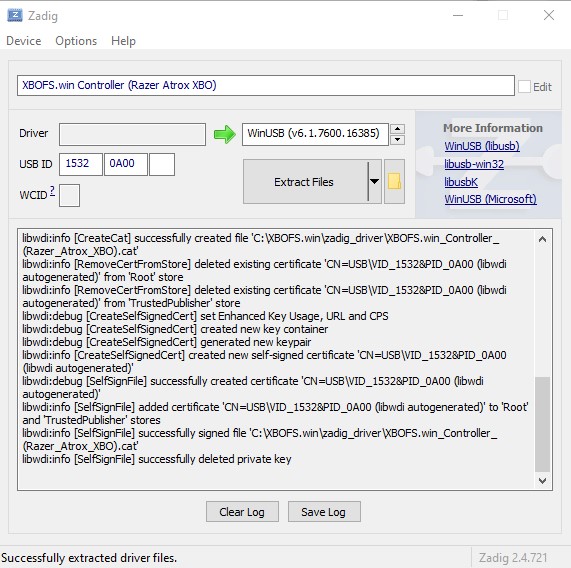 Zadig
Device Options Help
XBOFS.win Controller (Razer Atrox XBO)
Edit
Driver
WinUSB (v6.1.7600.16385)
USB ID 1532 0A00
WCID ?
Extract Files
More Information
WinUSB (libusb)
libusb-win32
libusbK
WinUSB (Microsoft)
libwdi:info [CreateCat] successfully created file 'C:\XBOFS.win\zadig_driver\XBOFS.win_Controller_
(Razer_Atrox_XBO).cat'
libwdi:info [RemoveCertFromStore] deleted existing certificate 'CN=USB\VID_1532&PID_0A00 (libwdi
autogenerated)' from 'Root' store
libwdi:info [RemoveCertFromStore] deleted existing certificate 'CN=USB\VID_1532&PID_0A00 (libwdi
autogenerated)' from 'TrustedPublisher' store
libwdi:debug [CreateSelfSignedCert] set Enhanced Key Usage, URL and CPS
libwdi:debug [CreateSelfSignedCert] created new key container
libwdi:debug [CreateSelfSignedCert] generated new keypair
libwdi:info [CreateSelfSignedCert] created new self-signed certificate 'CN=USB\VID_1532&PID_0A00
(libwdi autogenerated)'
libwdi:debug [SelfSignFile] successfully created certificate 'CN=USB\VID_1532&PID_0A00 (libwdi
autogenerated)'
libwdi:info [SelfSignFile] added certificate 'CN=USB\VID_1532&PID_0A00 (libwdi autogenerated)' to 'Root'
and 'TrustedPublisher' stores
libwdi:info [SelfSignFile] successfully signed file 'C:\XBOFS.win\zadig_driver\XBOFS.win_Controller_
(Razer_Atrox_XBO).cat'
libwdi:info [SelfSignFile] successfully deleted private key
Clear Log Save Log
Successfully extracted driver files. Zadig 2.4.721